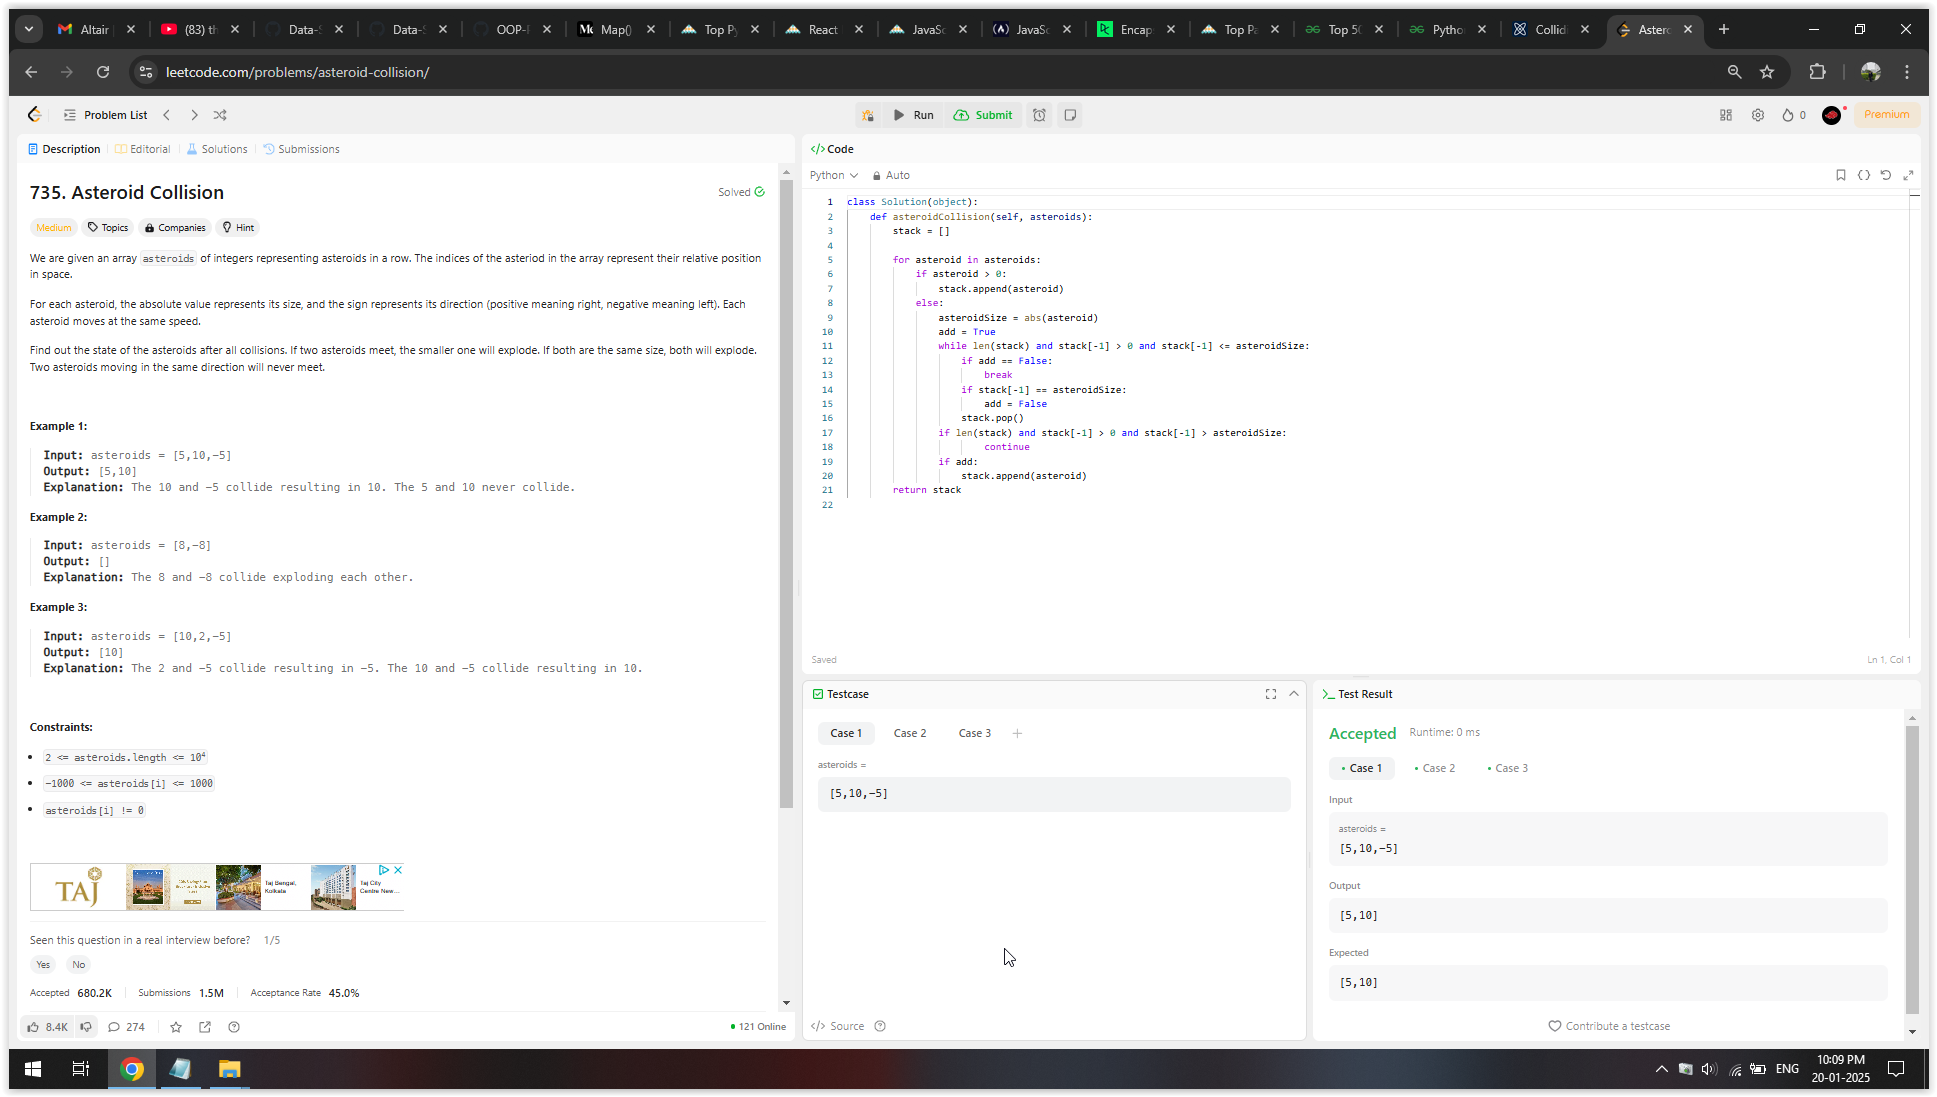 Altair
(83) th
Data-S
Data-S
OOP-P
Map()
Top Py
React
JavaSc
JavaSc
Encap
Top Pa
Top 50
Pytho
Collid
Astero
leetcode.com/problems/asteroid-collision/
Problem List
Run
Submit
0
Premium
Description
Editorial
Solutions
Submissions
735. Asteroid Collision
Solved
Medium
Topics
Companies
Hint
We are given an array asteroids of integers representing asteroids in a row. The indices of the asteriod in the array represent their relative position
in space.
For each asteroid, the absolute value represents its size, and the sign represents its direction (positive meaning right, negative meaning left). Each
asteroid moves at the same speed.
Find out the state of the asteroids after all collisions. If two asteroids meet, the smaller one will explode. If both are the same size, both will explode.
Two asteroids moving in the same direction will never meet.
Example 1:
Input: asteroids = [5,10,-5]
Output: [5,10]
Explanation: The 10 and -5 collide resulting in 10. The 5 and 10 never collide.
Example 2:
Input: asteroids = [8,-8]
Output: []
Explanation: The 8 and -8 collide exploding each other.
Example 3:
Input: asteroids = [10,2,-5]
Output: [10]
Explanation: The 2 and -5 collide resulting in -5. The 10 and -5 collide resulting in 10.
Constraints:
• 2 <= asteroids.length <= 10⁴
• -1000 <= asteroids[i] <= 1000
• asteroids[i] != 0
TAJ
Taj Bengal,
Kolkata
Taj City
Centre New...
Seen this question in a real interview before? 1/5
Yes
No
Accepted 680.2K
Submissions 1.5M
Acceptance Rate 45.0%
8.4K
274
121 Online
</> Code
Python
Auto
1 class Solution(object):
2 def asteroidCollision(self, asteroids):
3 stack = []
4
5 for asteroid in asteroids:
6 if asteroid > 0:
7 stack.append(asteroid)
8 else:
9 asteroidSize = abs(asteroid)
10 add = True
11 while len(stack) and stack[-1] > 0 and stack[-1] <= asteroidSize:
12 if add == False:
13 break
14 if stack[-1] == asteroidSize:
15 add = False
16 stack.pop()
17 if len(stack) and stack[-1] > 0 and stack[-1] > asteroidSize:
18 continue
19 if add:
20 stack.append(asteroid)
21 return stack
22
Saved
Ln 1, Col 1
Testcase
Case 1
Case 2
Case 3
+
asteroids =
[5,10,-5]
</> Source
Test Result
Accepted
Runtime: 0 ms
• Case 1
• Case 2
• Case 3
Input
asteroids =
[5,10,-5]
Output
[5,10]
Expected
[5,10]
Contribute a testcase
ENG
10:09 PM
20-01-2025